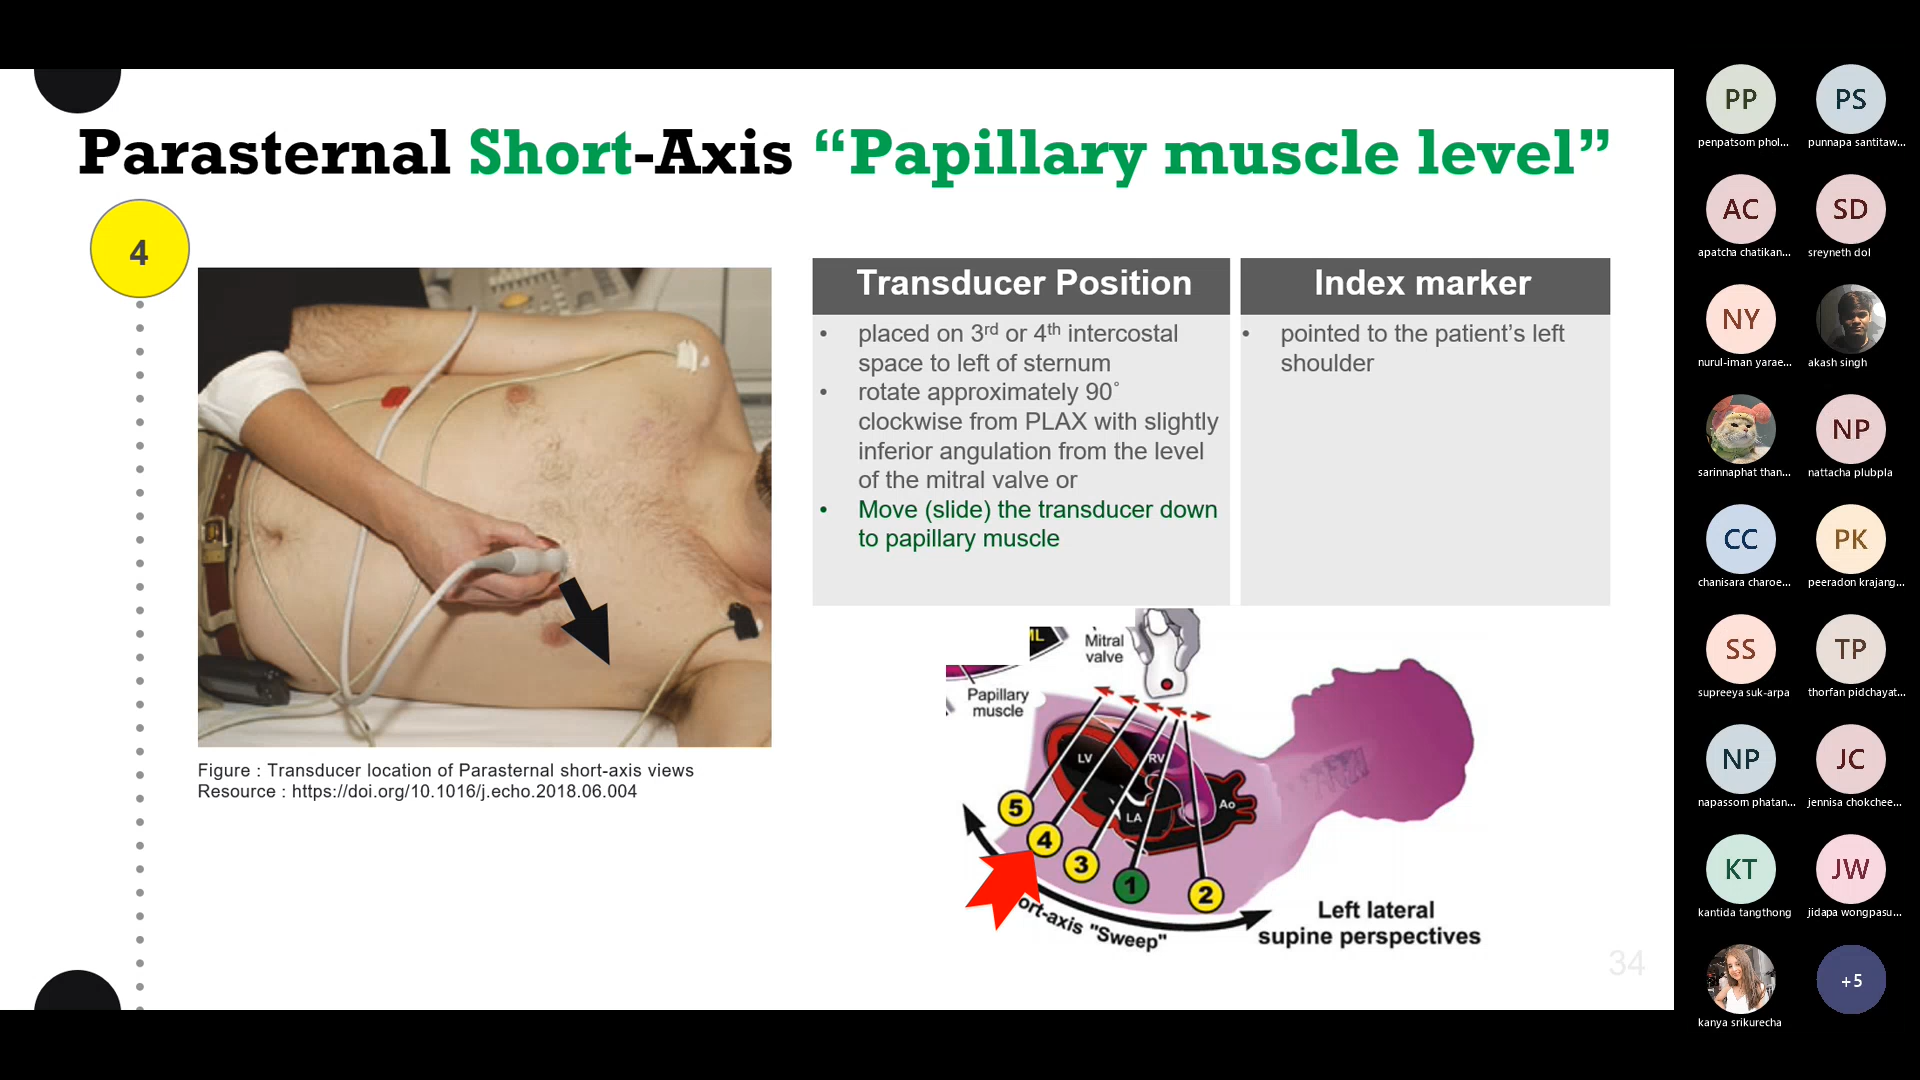 Parasternal Short-Axis “Papillary muscle level”
4
Transducer Position
• placed on 3rd or 4th intercostal
space to left of sternum
• rotate approximately 90˚
clockwise from PLAX with slightly
inferior angulation from the level
of the mitral valve or
• Move (slide) the transducer down
to papillary muscle
Index marker
• pointed to the patient’s left
shoulder
Figure : Transducer location of Parasternal short-axis views
Resource : https://doi.org/10.1016/j.echo.2018.06.004
Mitral
valve
Papillary
muscle
LV
RV
LA
Ao
5
4
3
1
2
ort-axis "Sweep"
Left lateral
supine perspectives
34
PP
penpatsorn phol...
PS
punnapa santitaw...
AC
apatcha chatikan...
SD
sreyneth dol
NY
nurul-iman yarae...
akash singh
sarinnaphat than...
NP
nattacha plubpla
CC
chanisara charoe...
PK
peeradon krajang...
SS
supreeya suk-arpa
TP
thorfan pidchayat...
NP
napassorn phatan...
JC
jennisa chokchee...
KT
kantida tangthong
JW
jidapa wongpasu...
kanya srikurecha
+5